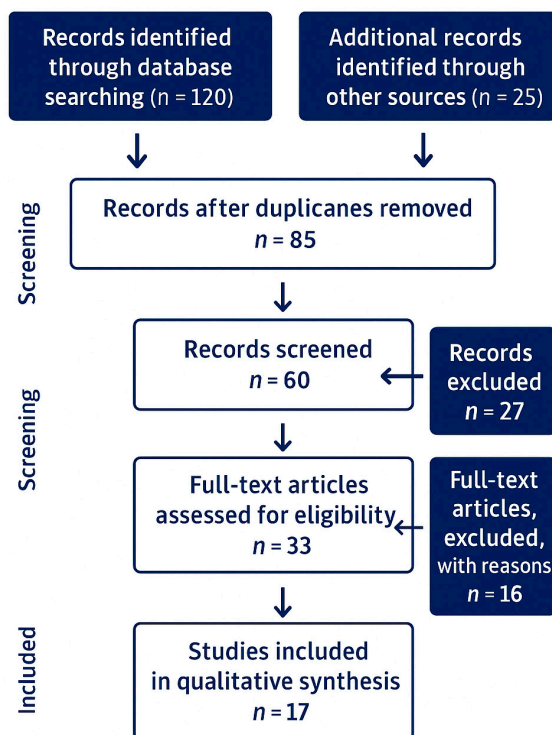 Records identified
through database
searching (n = 120)
Additional records
identified through
other sources (n = 25)
Screening
Records after duplicanes removed
n = 85
Screening
Records screened
n = 60
Records
excluded
n = 27
Full-text articles
assessed for eligibility
n = 33
Full-text
articles,
excluded,
with reasons
n = 16
Included
Studies included
in qualitative synthesis
n = 17